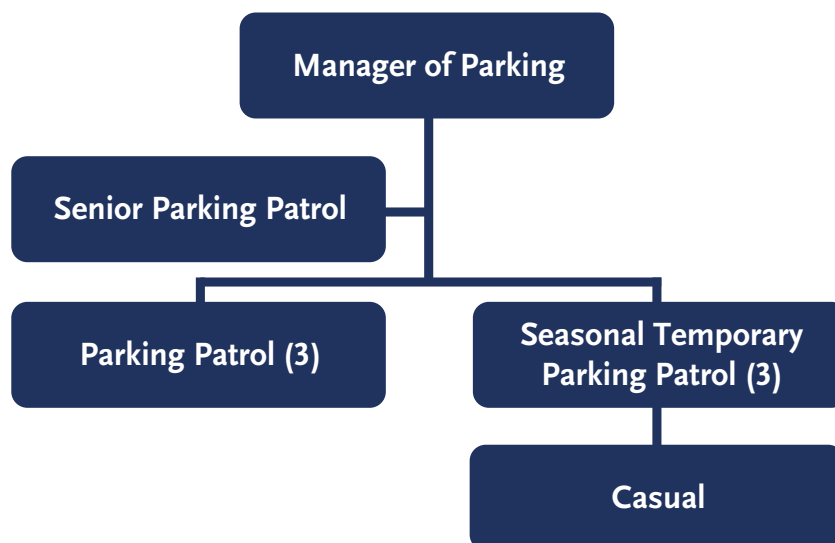 Manager of Parking
Senior Parking Patrol
Parking Patrol (3)
Seasonal Temporary
Parking Patrol (3)
Casual